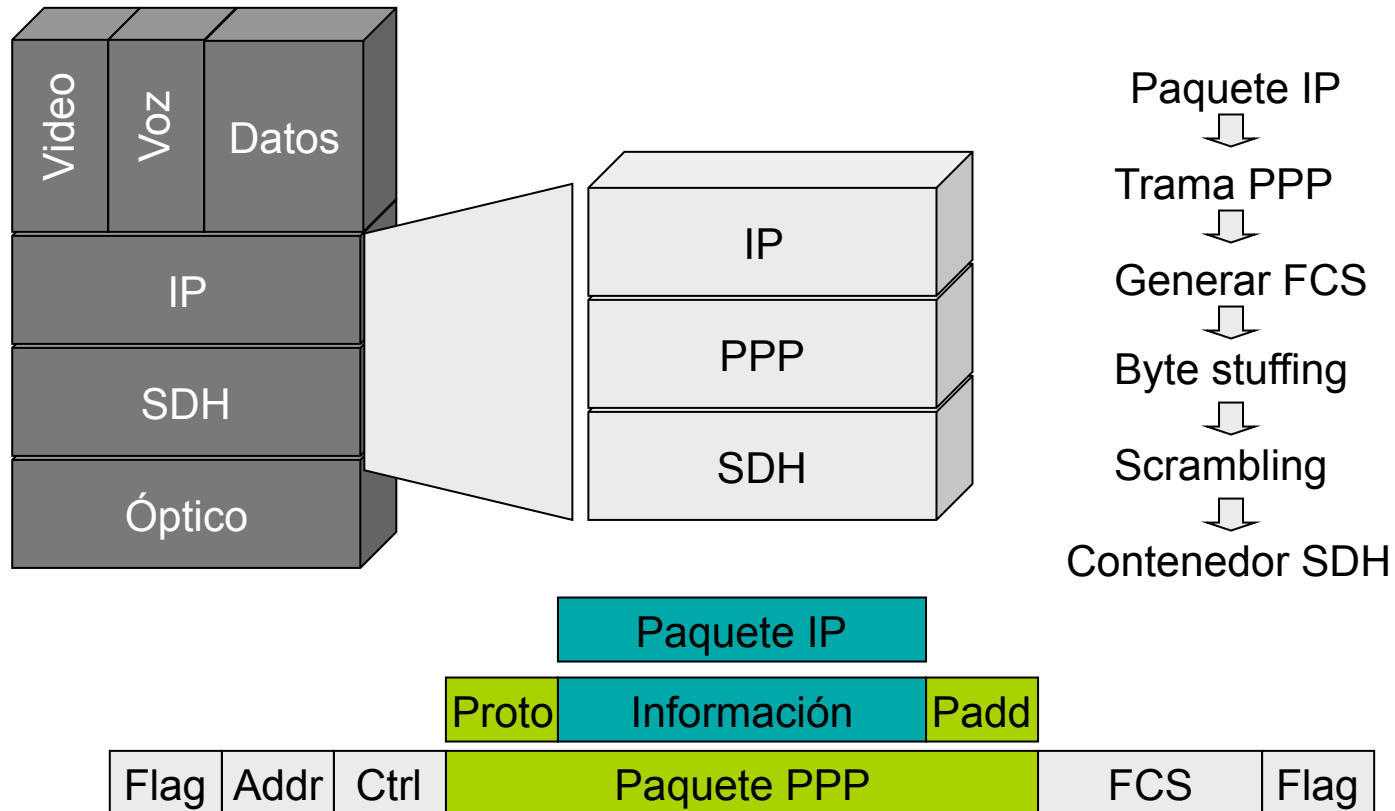 Video
Voz
Datos
IP
SDH
Óptico
IP
PPP
SDH
Paquete IP
Trama PPP
Generar FCS
Byte stuffing
Scrambling
Contenedor SDH
Paquete IP
Proto Información Padd
Flag Addr Ctrl Paquete PPP FCS Flag